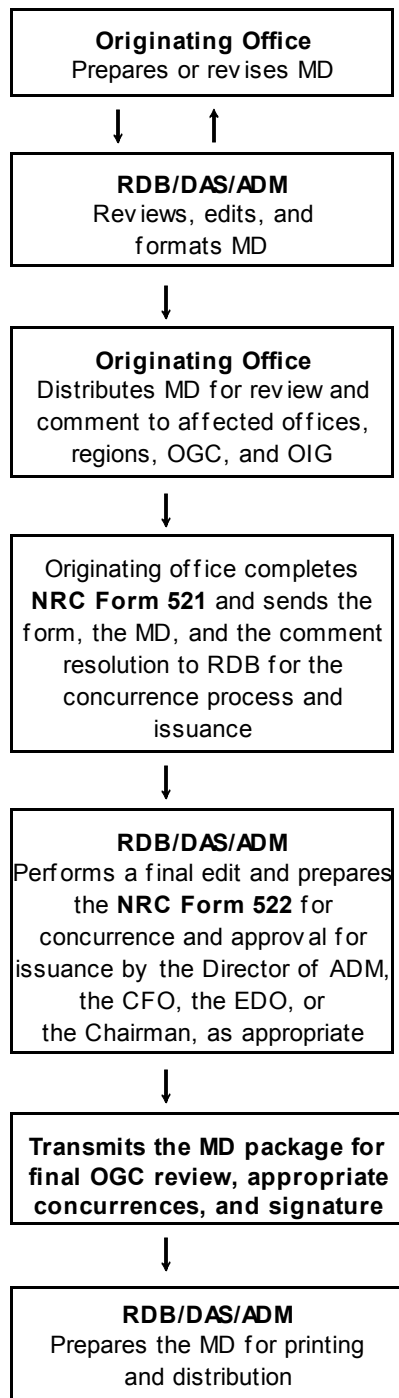 Originating Office
Prepares or revises MD
RDB/DAS/ADM
Reviews, edits, and
formats MD
Originating Office
Distributes MD for review and
comment to affected offices,
regions, OGC, and OIG
Originating office completes
NRC Form 521 and sends the
form, the MD, and the comment
resolution to RDB for the
concurrence process and
issuance
RDB/DAS/ADM
Performs a final edit and prepares
the NRC Form 522 for
concurrence and approval for
issuance by the Director of ADM,
the CFO, the EDO, or
the Chairman, as appropriate
Transmits the MD package for
final OGC review, appropriate
concurrences, and signature
RDB/DAS/ADM
Prepares the MD for printing
and distribution